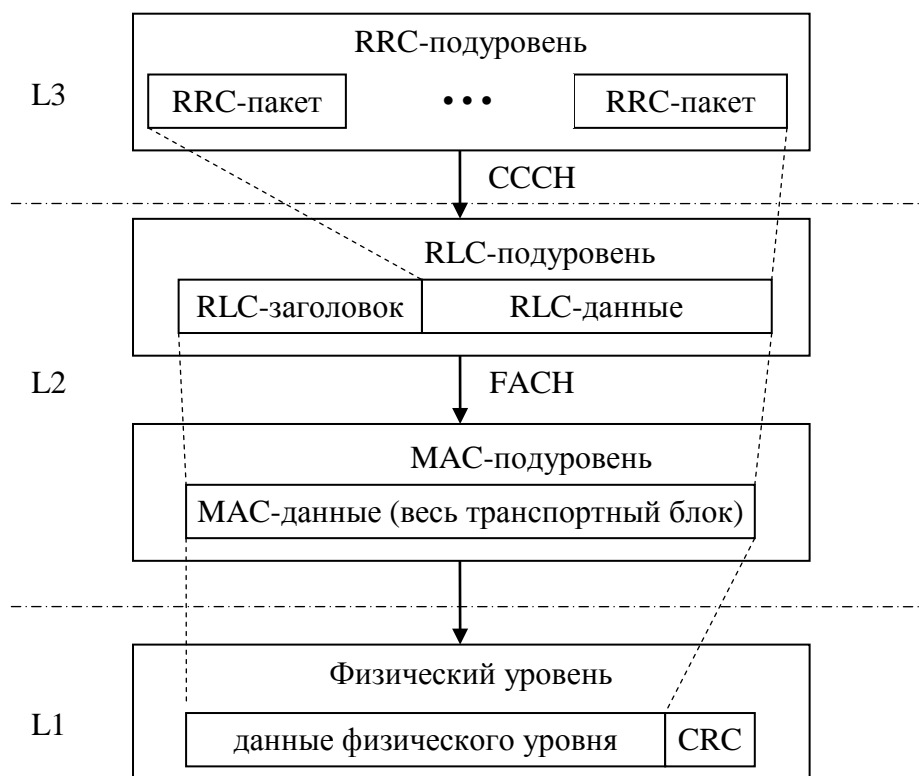 RRC-подуровень
L3
RRC-пакет ••• RRC-пакет
CCCH
RLC-подуровень
RLC-заголовок RLC-данные
L2
FACH
MAC-подуровень
MAC-данные (весь транспортный блок)
Физический уровень
L1
данные физического уровня CRC